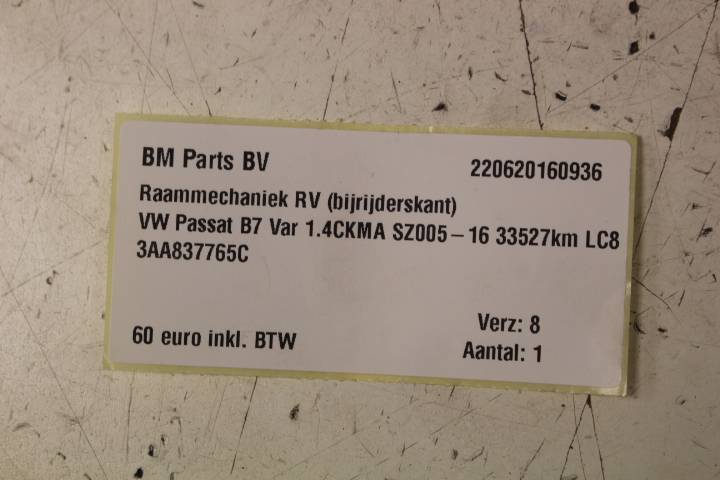 BM Parts BV 220620160936
Raammechaniek RV (bijrijderskant)
VW Passat B7 Var 1.4CKMA SZ005-16 33527km LC8
3AA837765C
Verz: 8
60 euro inkl. BTW
Aantal: 1